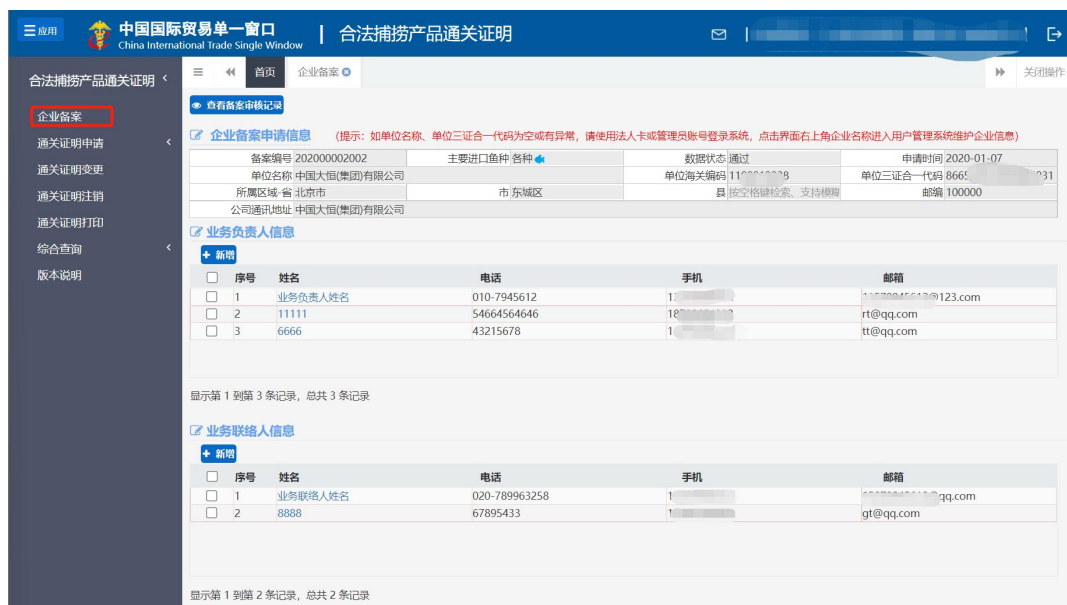 应用 中国国际贸易单一窗口 合法捕捞产品通关证明
China International Trade Single Window
合法捕捞产品通关证明
企业备案
通关证明申请
通关证明变更
通关证明注销
通关证明打印
综合查询
版本说明
首页 企业备案 关闭操作
查看备案审核记录
企业备案申请信息 (提示：如单位名称、单位三证合一代码为空或有异常，请使用法人卡或管理员账号登录系统，点击界面右上角企业名称进入用户管理系统维护企业信息)
备案编号 202000002002 主要进口鱼种 各种 数据状态 通过 申请时间 2020-01-07
单位名称 中国大恒(集团)有限公司 单位海关编码 单位三证合一代码
所属区域-省 北京市 市 东城区 县 按空格键检索、支持模糊 邮编 100000
公司通讯地址 中国大恒(集团)有限公司
业务负责人信息
新增
序号 姓名 电话 手机 邮箱
1 业务负责人姓名 010-7945612 @123.com
2 11111 54664564646 rt@qq.com
3 6666 43215678 tt@qq.com
显示第 1 到第 3 条记录，总共 3 条记录
业务联络人信息
新增
序号 姓名 电话 手机 邮箱
1 业务联络人姓名 020-789963258 qq.com
2 8888 67895433 gt@qq.com
显示第 1 到第 2 条记录，总共 2 条记录